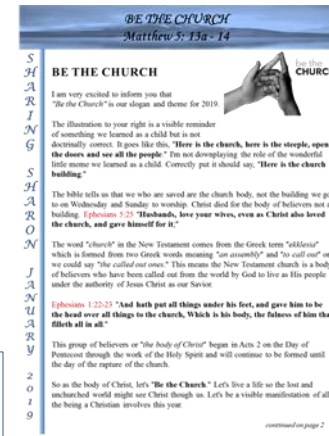 BE THE CHURCH
Matthew 5: 13a - 14
SHARING SHARON JANUARY 2019
be the
CHURCH
BE THE CHURCH
I am very excited to inform you that
"Be the Church" is our slogan and theme for 2019.
The illustration to your right is a visible reminder
of something we learned as a child but is not
doctrinally correct. It goes like this, "Here is the church, here is the steeple, open
the doors and see all the people." I'm not downplaying the role of the wonderful
little meme we learned as a child. Correctly put it should say, "Here is the church
building."
The bible tells us that we who are saved are the church body, not the building we go
to on Wednesday and Sunday to worship. Christ died for the body of believers not a
building. Ephesians 5:25 "Husbands, love your wives, even as Christ also loved
the church, and gave himself for it."
The word "church" in the New Testament comes from the Greek term "ekklesia"
which is formed from two Greek words meaning "an assembly" and "to call out" or
we could say "the called out ones." This means the New Testament church is a body
of believers who have been called out from the world by God to live as His people
under the authority of Jesus Christ as our Savior.
Ephesians 1:22-23 "And hath put all things under his feet, and gave him to be
the head over all things to the church, Which is his body, the fulness of him that
filleth all in all."
This group of believers or "the body of Christ" began in Acts 2 on the Day of
Pentecost through the work of the Holy Spirit and will continue to be formed until
the day of the rapture of the church.
So as the body of Christ, let's "Be the Church." Let's live a life so the lost and
unchurched world might see Christ though us. Let's be a visible manifestation of all
the being a Christian involves this year.
continued on page 2